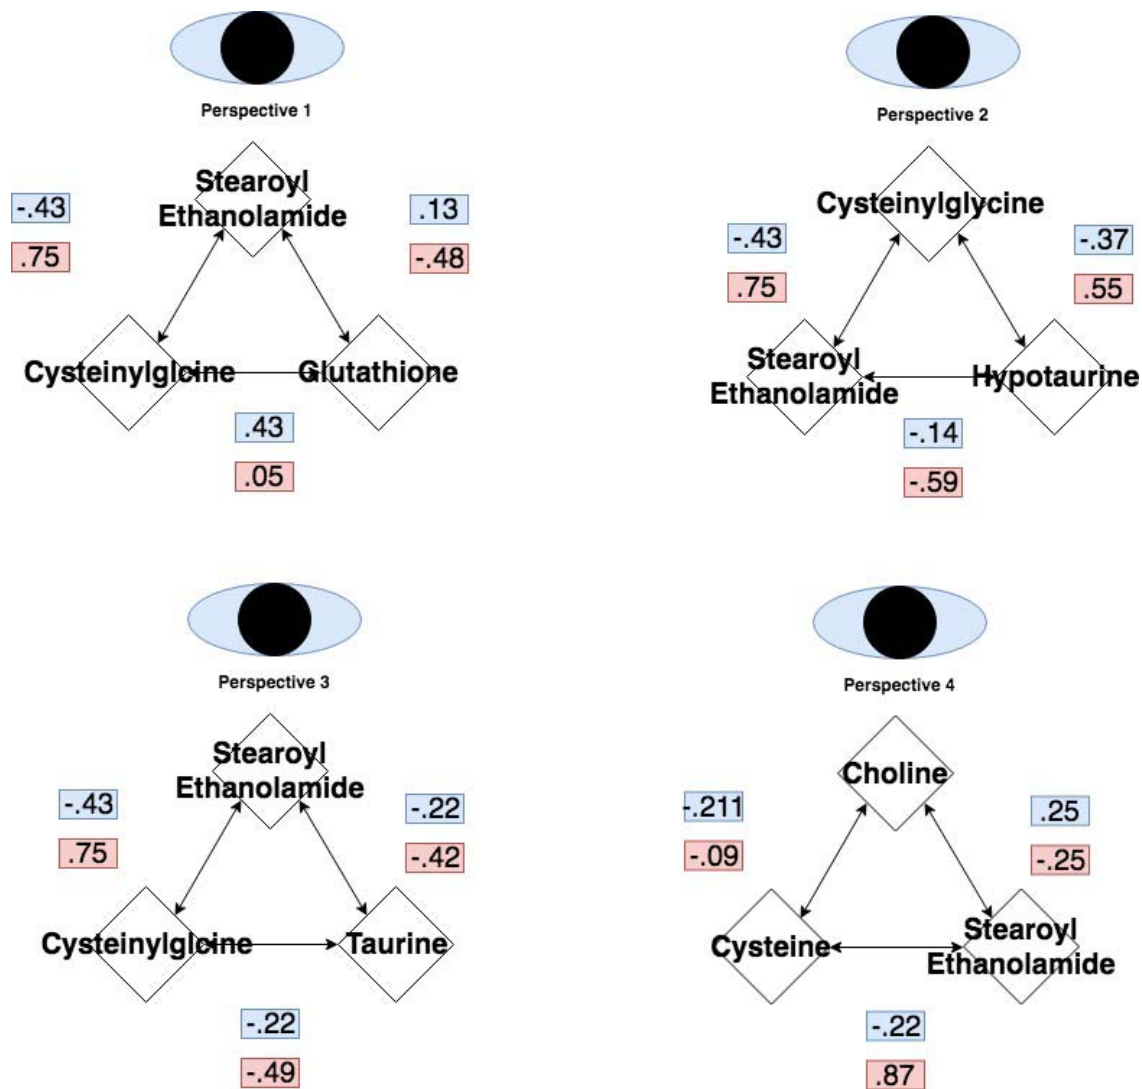 Perspective 1
Stearoyl
Ethanolamide
-.43
.75
.13
-.48
Cysteinylglcine
Glutathione
.43
.05
Perspective 2
Cysteinylglycine
-.43
.75
-.37
.55
Stearoyl
Ethanolamide
Hypotaurine
-.14
-.59
Perspective 3
Stearoyl
Ethanolamide
-.43
.75
-.22
-.42
Cysteinylglcine
Taurine
-.22
-.49
Perspective 4
Choline
-.211
-.09
.25
-.25
Cysteine
Stearoyl
Ethanolamide
-.22
.87